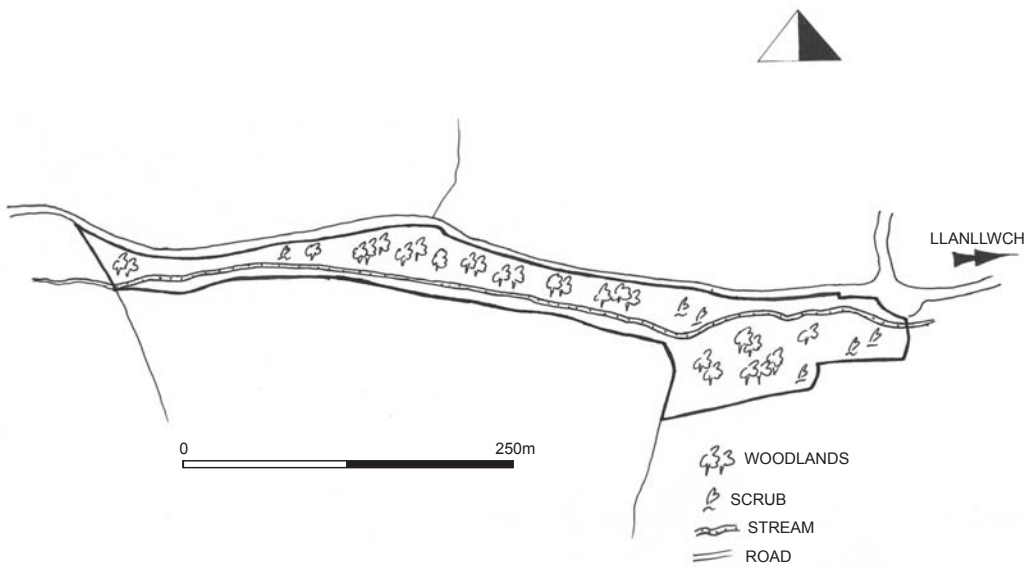 LLANLLWCH
0 250m
WOODLANDS
SCRUB
STREAM
ROAD